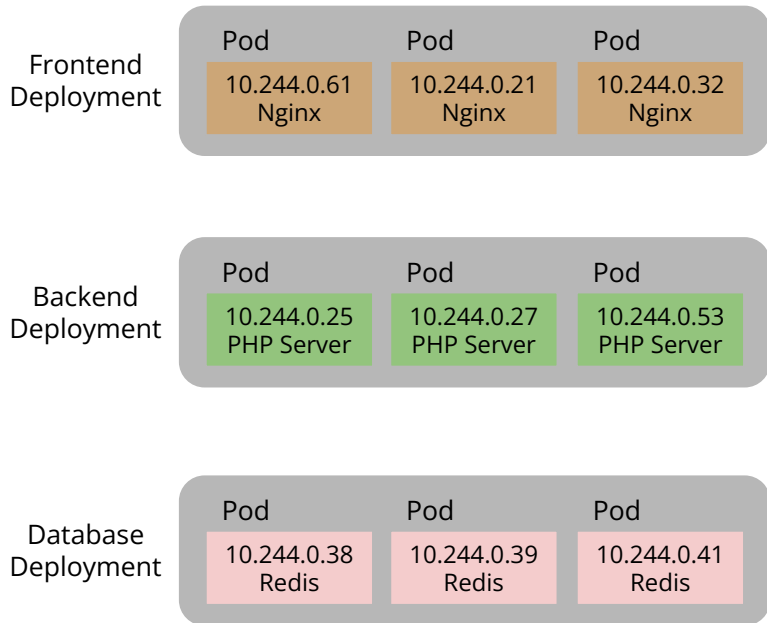 Frontend
Deployment
Pod
Pod
Pod
10.244.0.61
Nginx
10.244.0.21
Nginx
10.244.0.32
Nginx
Backend
Deployment
Pod
Pod
Pod
10.244.0.25
PHP Server
10.244.0.27
PHP Server
10.244.0.53
PHP Server
Database
Deployment
Pod
Pod
Pod
10.244.0.38
Redis
10.244.0.39
Redis
10.244.0.41
Redis